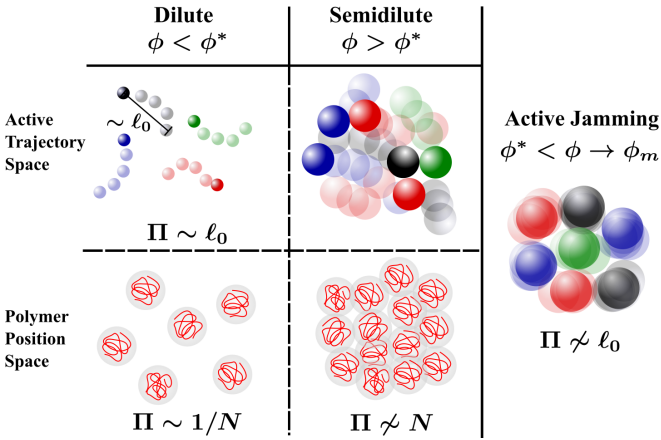 Dilute
ϕ < ϕ*
Semidilute
ϕ > ϕ*
Active
Trajectory
Space
∼ ℓ₀
Π ∼ ℓ₀
Active Jamming
ϕ* < ϕ → ϕₘ
Π ≁ ℓ₀
Polymer
Position
Space
Π ∼ 1/N
Π ≁ N